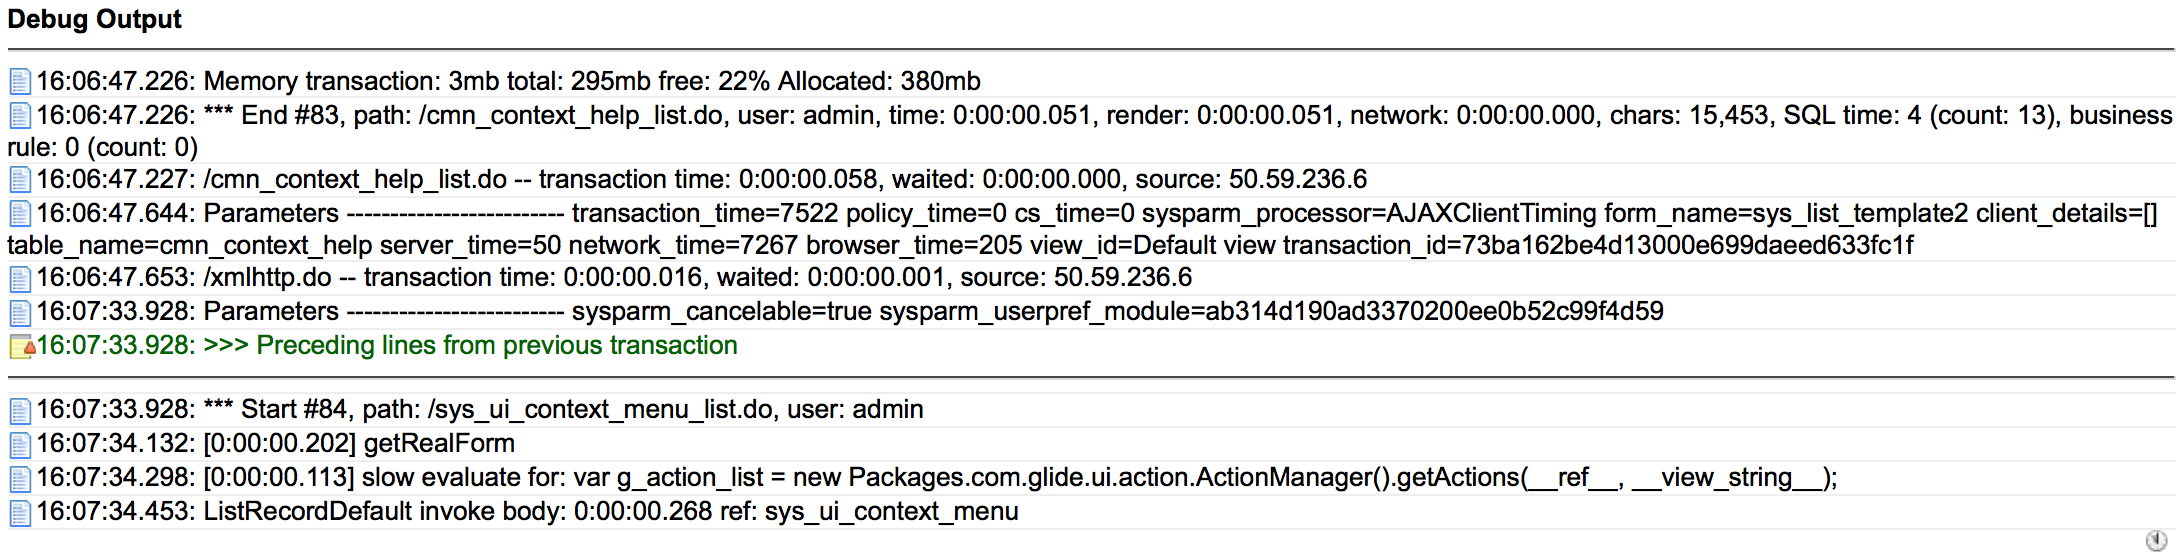 Debug Output
16:06:47.226: Memory transaction: 3mb total: 295mb free: 22% Allocated: 380mb
16:06:47.226: *** End #83, path: /cmn_context_help_list.do, user: admin, time: 0:00:00.051, render: 0:00:00.051, network: 0:00:00.000, chars: 15,453, SQL time: 4 (count: 13), business
rule: 0 (count: 0)
16:06:47.227: /cmn_context_help_list.do -- transaction time: 0:00:00.058, waited: 0:00:00.000, source: 50.59.236.6
16:06:47.644: Parameters ------------------------- transaction_time=7522 policy_time=0 cs_time=0 sysparm_processor=AJAXClientTiming form_name=sys_list_template2 client_details=[]
table_name=cmn_context_help server_time=50 network_time=7267 browser_time=205 view_id=Default view transaction_id=73ba162be4d13000e699daeed633fc1f
16:06:47.653: /xmlhttp.do -- transaction time: 0:00:00.016, waited: 0:00:00.001, source: 50.59.236.6
16:07:33.928: Parameters ------------------------- sysparm_cancelable=true sysparm_userpref_module=ab314d190ad3370200ee0b52c99f4d59
16:07:33.928: >>> Preceding lines from previous transaction
16:07:33.928: *** Start #84, path: /sys_ui_context_menu_list.do, user: admin
16:07:34.132: [0:00:00.202] getRealForm
16:07:34.298: [0:00:00.113] slow evaluate for: var g_action_list = new Packages.com.glide.ui.action.ActionManager().getActions(__ref__, __view_string__);
16:07:34.453: ListRecordDefault invoke body: 0:00:00.268 ref: sys_ui_context_menu